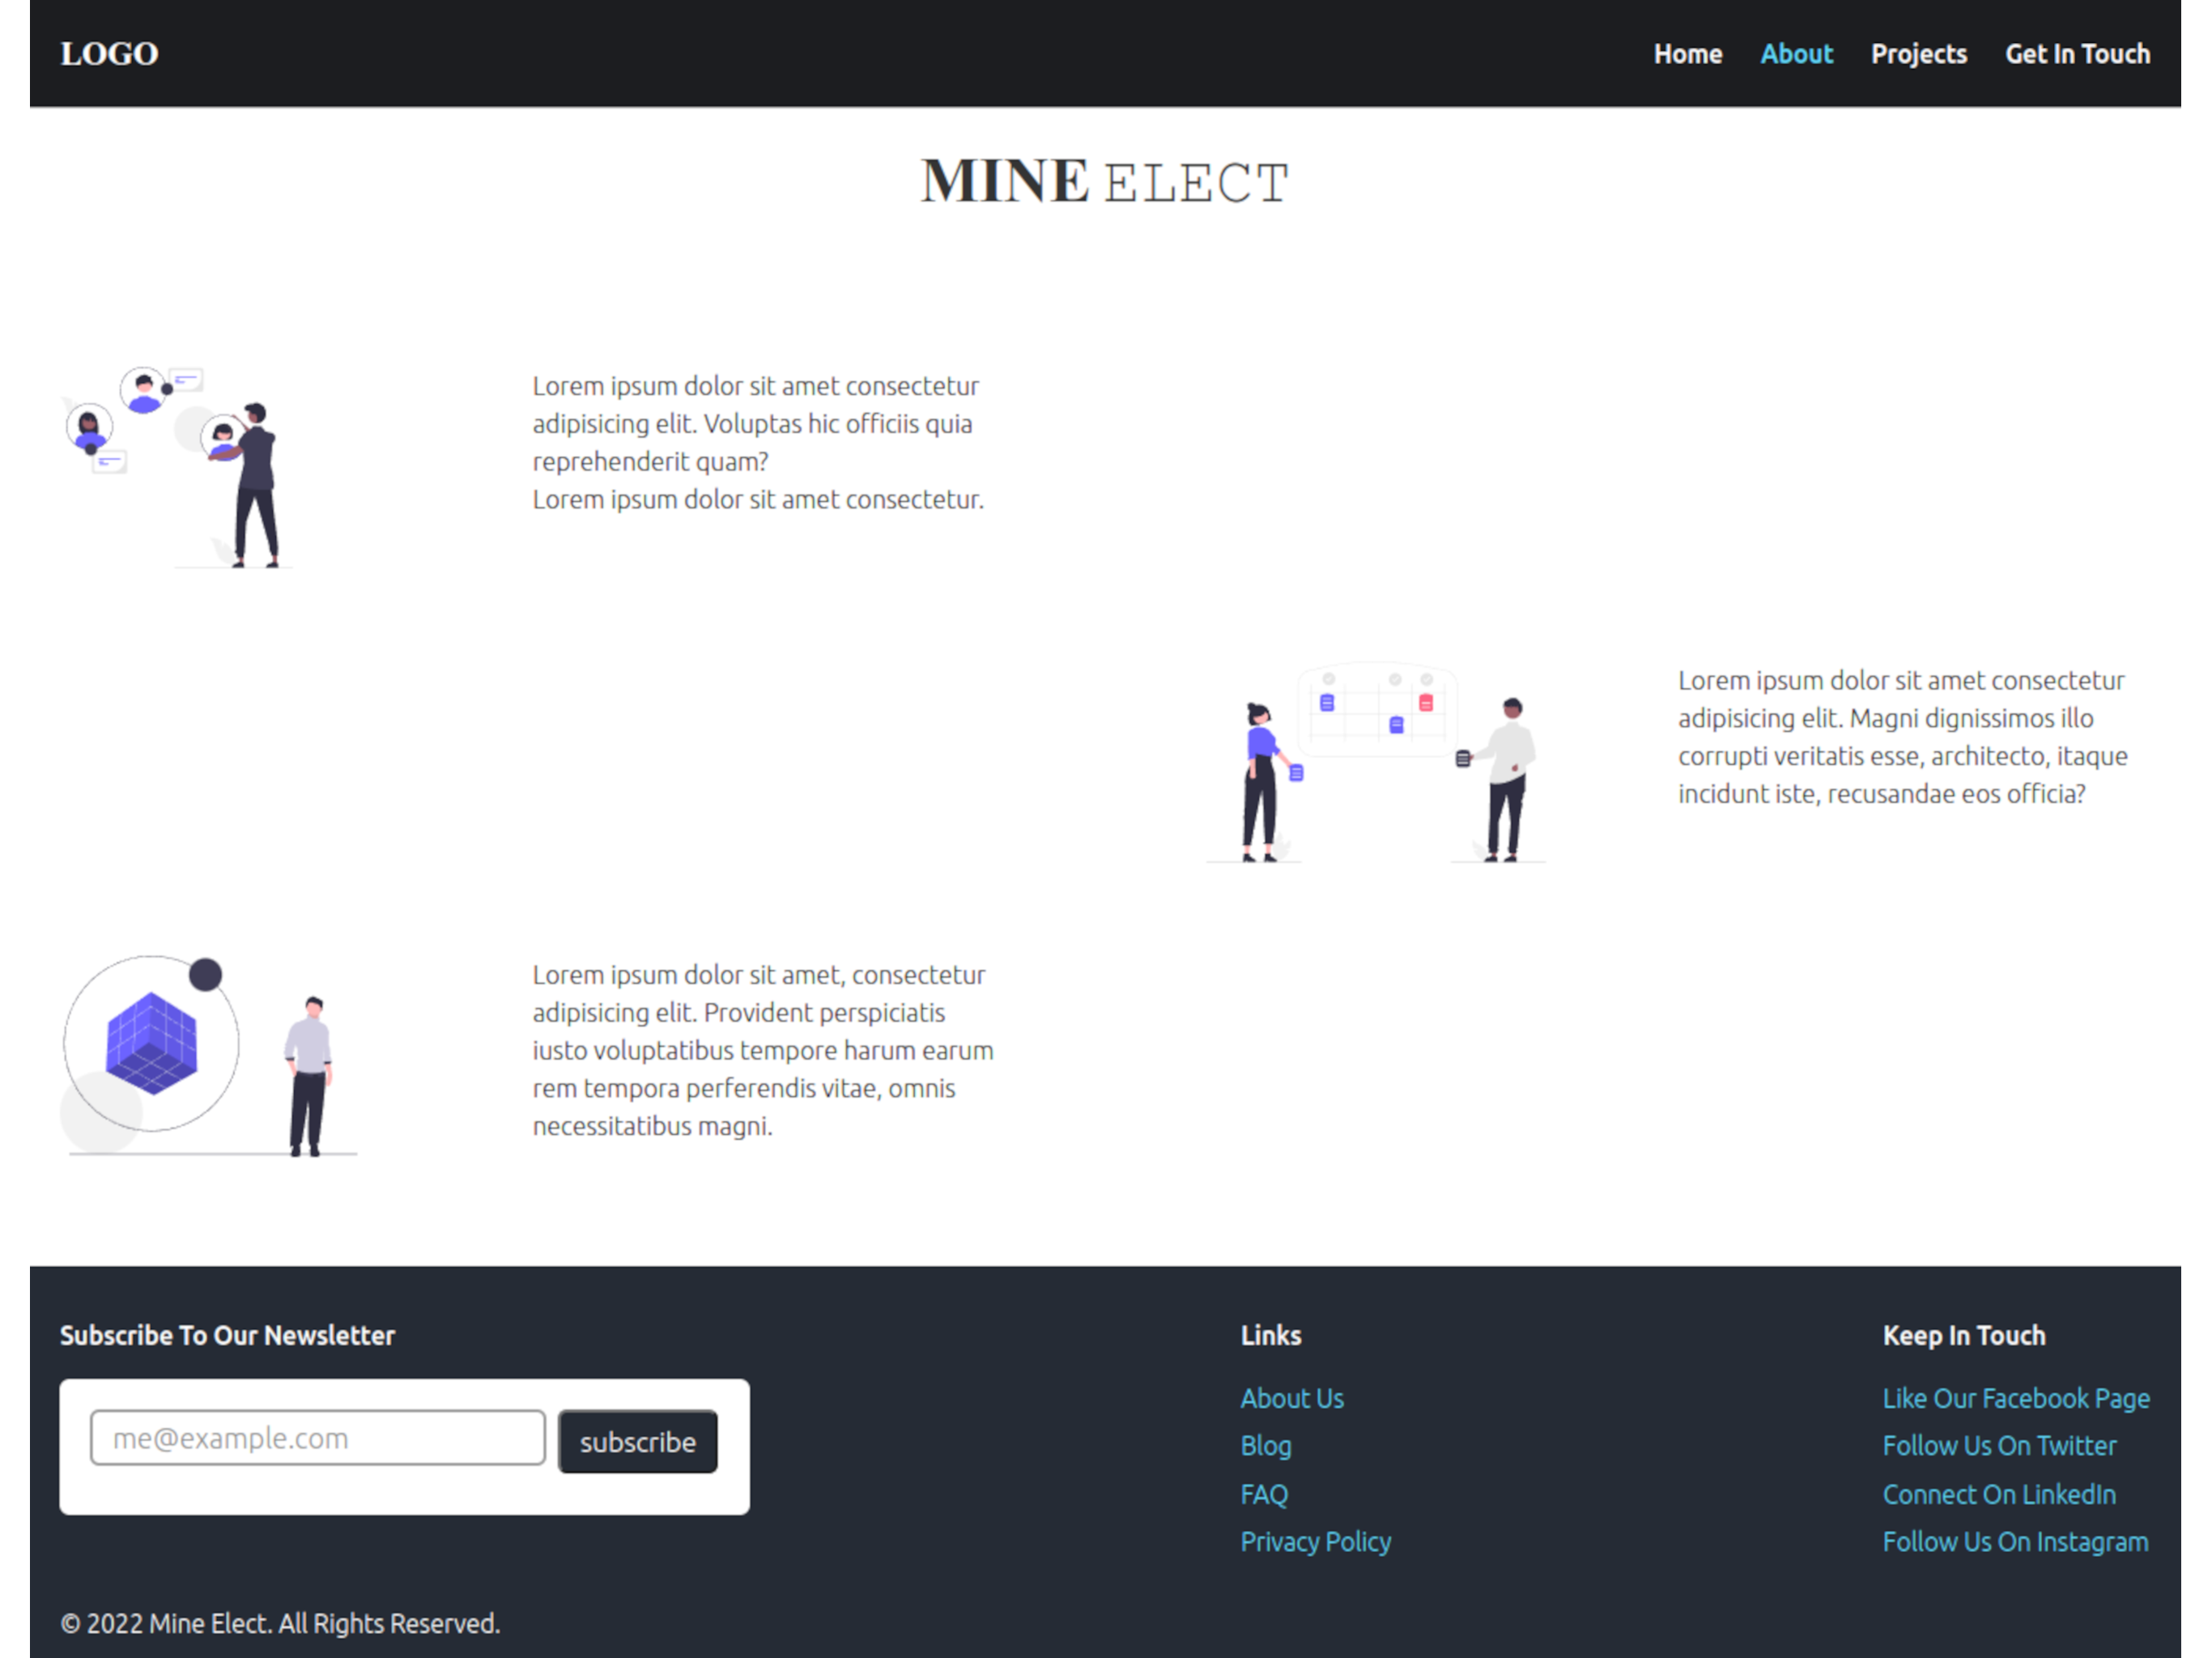 LOGO
Home About Projects Get In Touch
MINE ELECT
Lorem ipsum dolor sit amet consectetur
adipisicing elit. Voluptas hic officiis quia
reprehenderit quam?
Lorem ipsum dolor sit amet consectetur.
Lorem ipsum dolor sit amet consectetur
adipisicing elit. Magni dignissimos illo
corrupti veritatis esse, architecto, itaque
incidunt iste, recusandae eos officia?
Lorem ipsum dolor sit amet, consectetur
adipisicing elit. Provident perspiciatis
iusto voluptatibus tempore harum earum
rem tempora perferendis vitae, omnis
necessitatibus magni.
Subscribe To Our Newsletter
me@example.com
subscribe
Links
About Us
Blog
FAQ
Privacy Policy
Keep In Touch
Like Our Facebook Page
Follow Us On Twitter
Connect On LinkedIn
Follow Us On Instagram
© 2022 Mine Elect. All Rights Reserved.